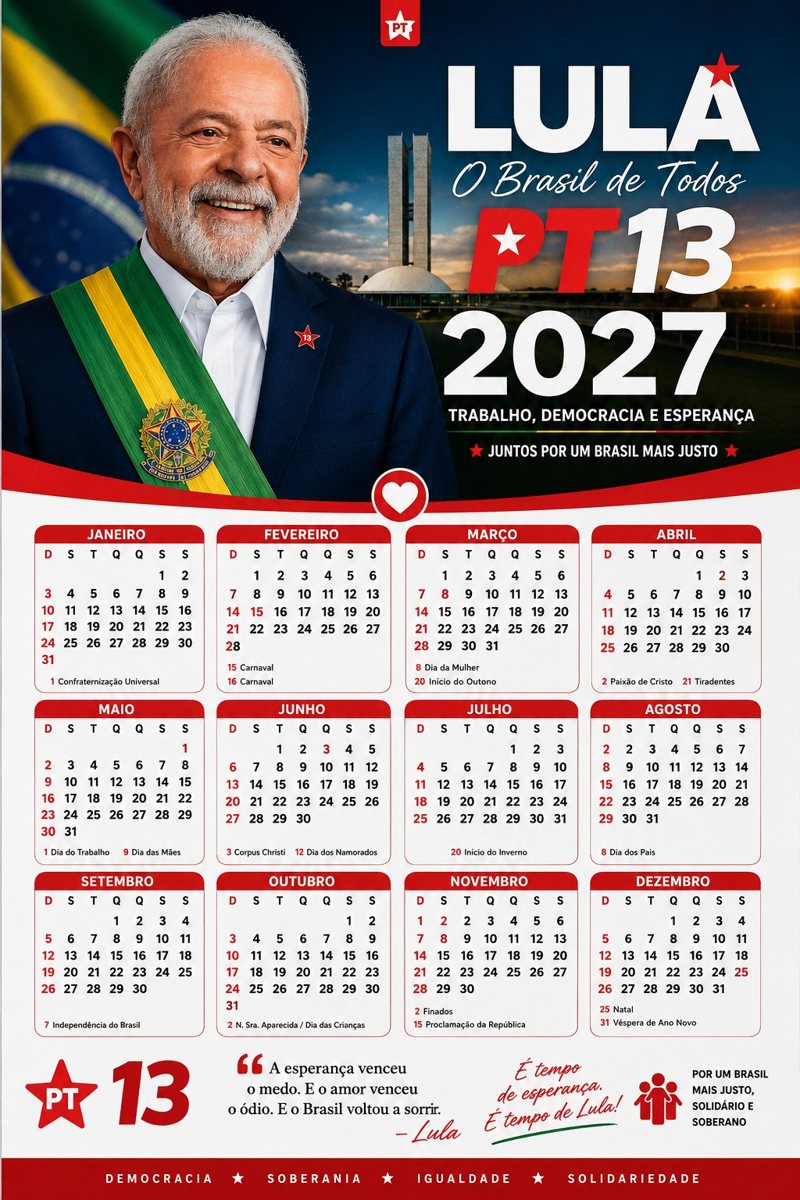 PT
LULA
O Brasil de Todos
PT 13
2027
TRABALHO, DEMOCRACIA E ESPERANÇA
JUNTOS POR UM BRASIL MAIS JUSTO
13
JANEIRO
D S T Q Q S S
1 2
3 4 5 6 7 8 9
10 11 12 13 14 15 16
17 18 19 20 21 22 23
24 25 26 27 28 29 30
31
1 Confraternização Universal
FEVEREIRO
D S T Q Q S S
1 2 3 4 5 6
7 8 9 10 11 12 13
14 15 16 17 18 19 20
21 22 23 24 25 26 27
28
15 Carnaval
16 Carnaval
MARÇO
D S T Q Q S S
1 2 3 4 5 6
7 8 9 10 11 12 13
14 15 16 17 18 19 20
21 22 23 24 25 26 27
28 29 30 31
8 Dia da Mulher
20 Início do Outono
ABRIL
D S T Q Q S S
1 2 3
4 5 6 7 8 9 10
11 12 13 14 15 16 17
18 19 20 21 22 23 24
25 26 27 28 29 30
2 Paixão de Cristo 21 Tiradentes
MAIO
D S T Q Q S S
1
2 3 4 5 6 7 8
9 10 11 12 13 14 15
16 17 18 19 20 21 22
23 24 25 26 27 28 29
30 31
1 Dia do Trabalho 9 Dia das Mães
JUNHO
D S T Q Q S S
1 2 3 4 5
6 7 8 9 10 11 12
13 14 15 16 17 18 19
20 21 22 23 24 25 26
27 28 29 30
3 Corpus Christi 12 Dia dos Namorados
JULHO
D S T Q Q S S
1 2 3
4 5 6 7 8 9 10
11 12 13 14 15 16 17
18 19 20 21 22 23 24
25 26 27 28 29 30 31
20 Início do Inverno
AGOSTO
D S T Q Q S S
2 2 3 4 5 6 7
8 9 10 11 12 13 14
15 16 17 18 19 20 21
22 23 24 25 26 27 28
29 30 31
8 Dia dos Pais
SETEMBRO
D S T Q Q S S
1 2 3 4
5 6 7 8 9 10 11
12 13 14 15 16 17 18
19 20 21 22 23 24 25
26 27 28 29 30
7 Independência do Brasil
OUTUBRO
D S T Q Q S S
1 2
3 4 5 6 7 8 9
10 11 12 13 14 15 16
17 18 19 20 21 22 23
24 25 26 27 28 29 30
31
2 N. Sra. Aparecida / Dia das Crianças
NOVEMBRO
D S T Q Q S S
1 2 3 4 5 6
7 8 9 10 11 12 13
14 15 16 17 18 19 20
21 22 23 24 25 26 27
28 29 30
2 Finados
15 Proclamação da República
DEZEMBRO
D S T Q Q S S
1 2 3 4
5 6 7 8 9 10 11
12 13 14 15 16 17 18
19 20 21 22 23 24 25
26 27 28 29 30 31
25 Natal
31 Véspera de Ano Novo
PT 13
“ A esperança venceu
o medo. E o amor venceu
o ódio. E o Brasil voltou a sorrir.
– Lula
É tempo
de esperança.
É tempo de Lula!
POR UM BRASIL
MAIS JUSTO,
SOLIDÁRIO E
SOBERANO
DEMOCRACIA ★ SOBERANIA ★ IGUALDADE ★ SOLIDARIEDADE